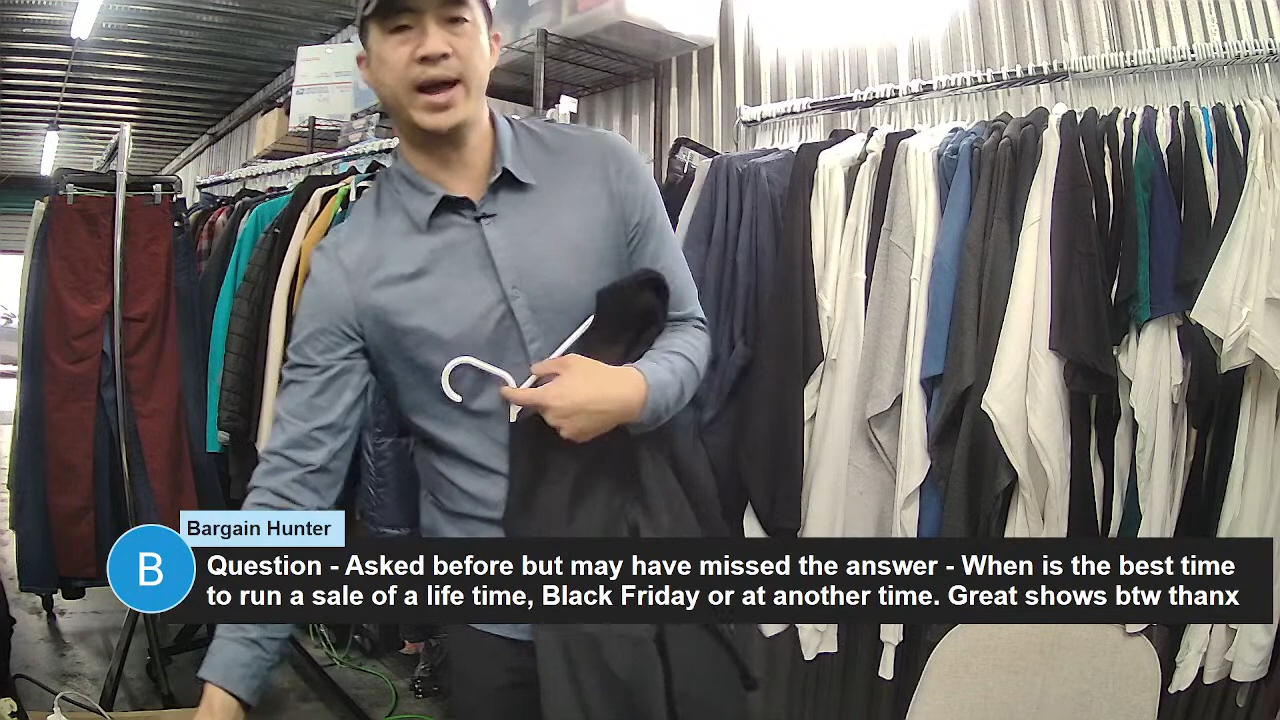 Bargain Hunter
B
Question - Asked before but may have missed the answer - When is the best time
to run a sale of a life time, Black Friday or at another time. Great shows btw thanx